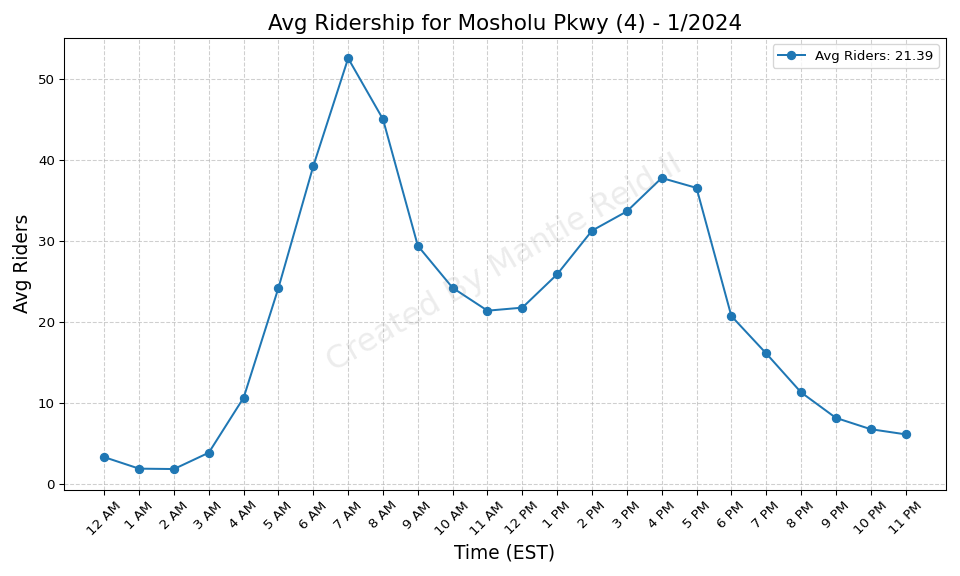 Avg Ridership for Mosholu Pkwy (4) - 1/2024
Avg Riders: 21.39
Avg Riders
50
40
30
20
10
0
Created By Mantie Reid II
12 AM
1 AM
2 AM
3 AM
4 AM
5 AM
6 AM
7 AM
8 AM
9 AM
10 AM
11 AM
12 PM
1 PM
2 PM
3 PM
4 PM
5 PM
6 PM
7 PM
8 PM
9 PM
10 PM
11 PM
Time (EST)